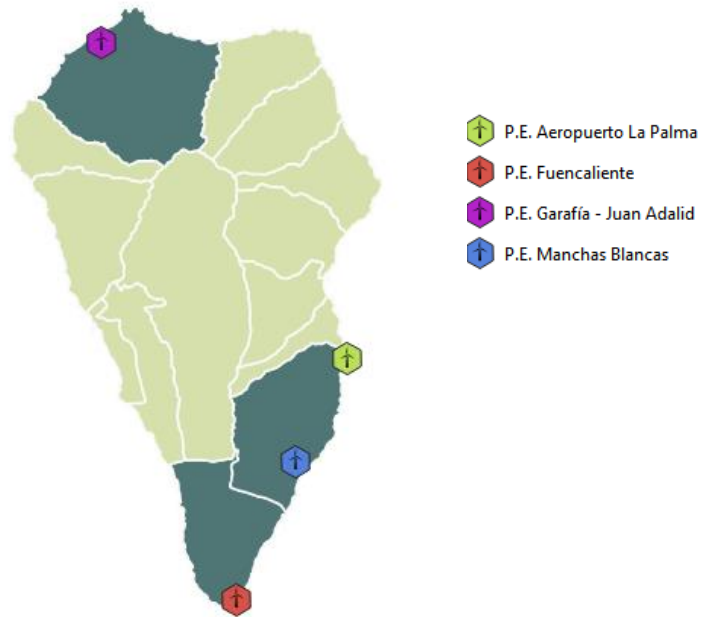 P.E. Aeropuerto La Palma
P.E. Fuencaliente
P.E. Garafía - Juan Adalid
P.E. Manchas Blancas